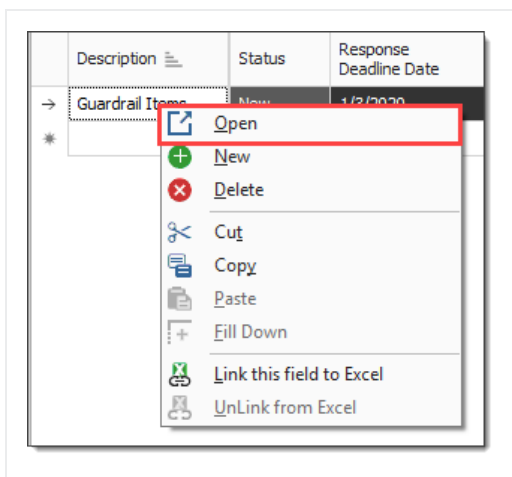 Description Status Response
Deadline Date
Guardrail Items New 1/3/2020
Open
New
Delete
Cut
Copy
Paste
Fill Down
Link this field to Excel
UnLink from Excel